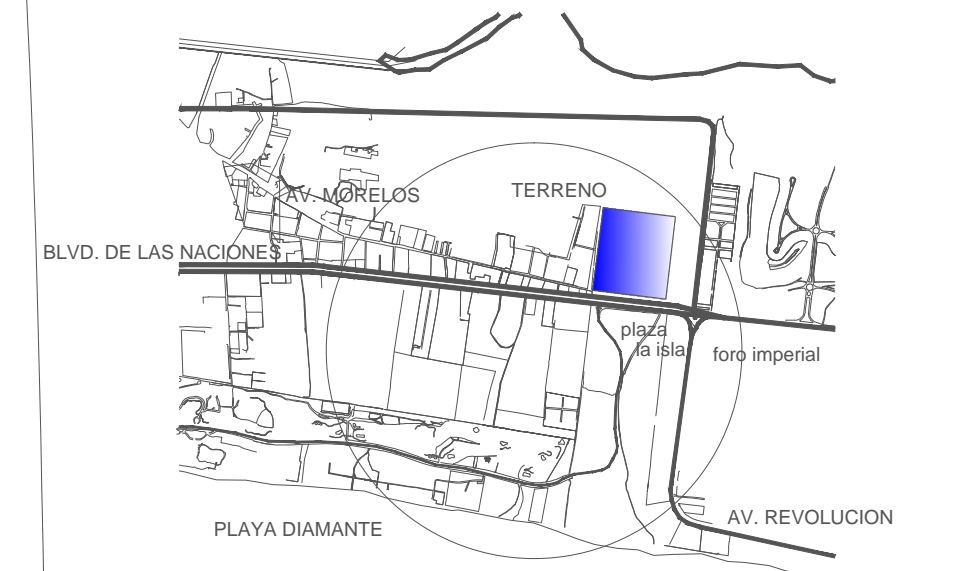 AV. MORELOS
TERRENO
BLVD. DE LAS NACIONES
plaza
la isla
foro imperial
AV. REVOLUCION
PLAYA DIAMANTE